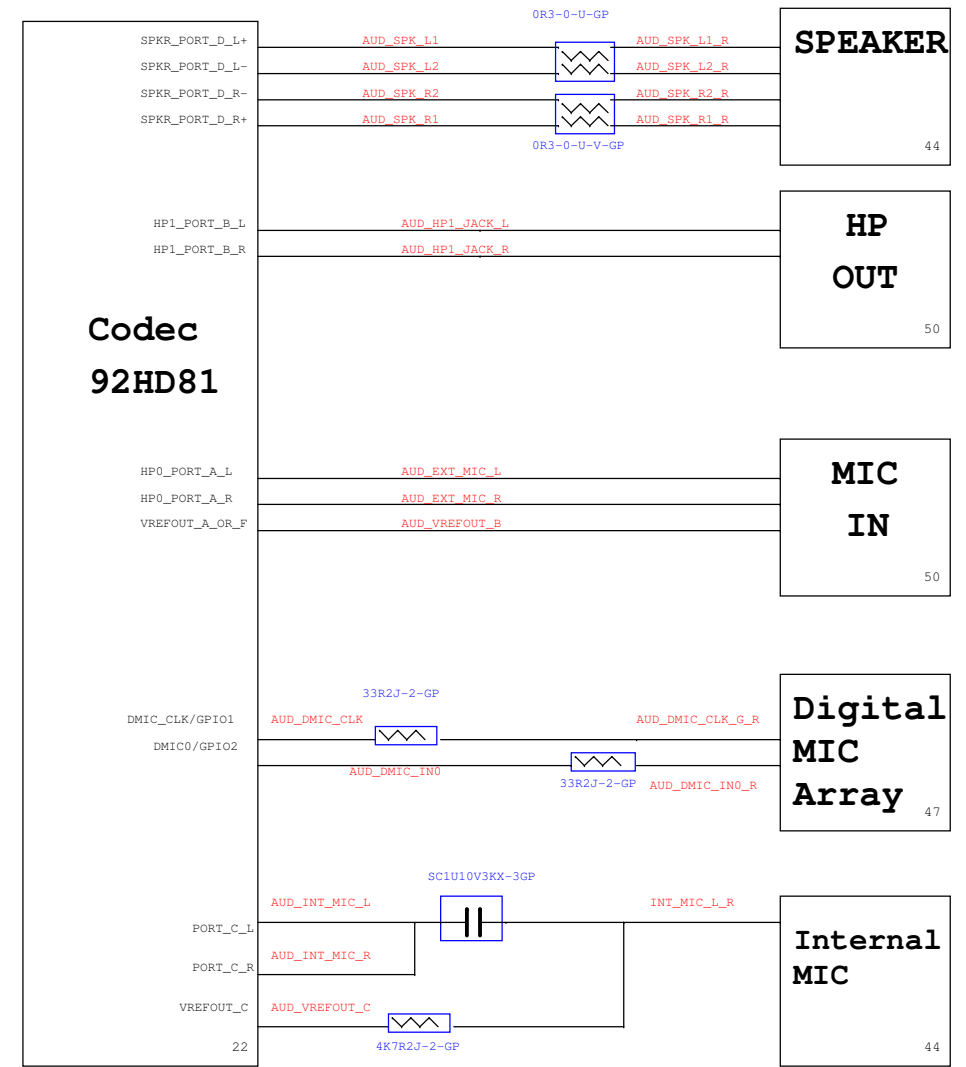 0R3-0-U-GP
SPKR_PORT_D_L+
AUD_SPK_L1
AUD_SPK_L1_R
SPEAKER
SPKR_PORT_D_L-
AUD_SPK_L2
AUD_SPK_L2_R
SPKR_PORT_D_R-
AUD_SPK_R2
AUD_SPK_R2_R
SPKR_PORT_D_R+
AUD_SPK_R1
AUD_SPK_R1_R
0R3-0-U-V-GP
44
HP1_PORT_B_L
AUD_HP1_JACK_L
HP
HP1_PORT_B_R
AUD_HP1_JACK_R
OUT
50
Codec
92HD81
HP0_PORT_A_L
AUD_EXT_MIC_L
MIC
HP0_PORT_A_R
AUD_EXT_MIC_R
VREFOUT_A_OR_F
AUD_VREFOUT_B
IN
50
33R2J-2-GP
DMIC_CLK/GPIO1
AUD_DMIC_CLK
AUD_DMIC_CLK_G_R
Digital
DMIC0/GPIO2
MIC
AUD_DMIC_IN0
33R2J-2-GP
AUD_DMIC_IN0_R
Array
47
SC1U10V3KX-3GP
AUD_INT_MIC_L
INT_MIC_L_R
PORT_C_L
Internal
AUD_INT_MIC_R
PORT_C_R
MIC
VREFOUT_C
AUD_VREFOUT_C
22
4K7R2J-2-GP
44